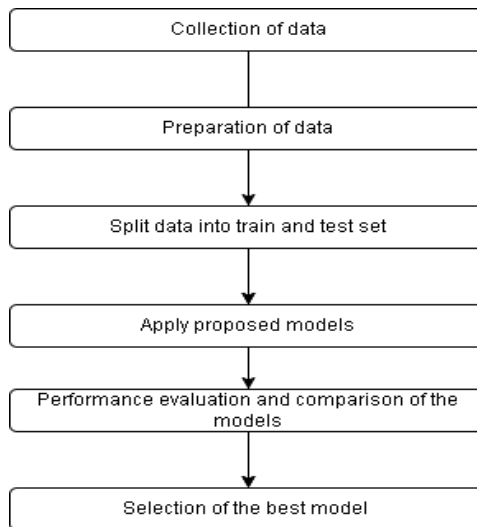 Collection of data
Preparation of data
Split data into train and test set
Apply proposed models
Performance evaluation and comparison of the
models
Selection of the best model